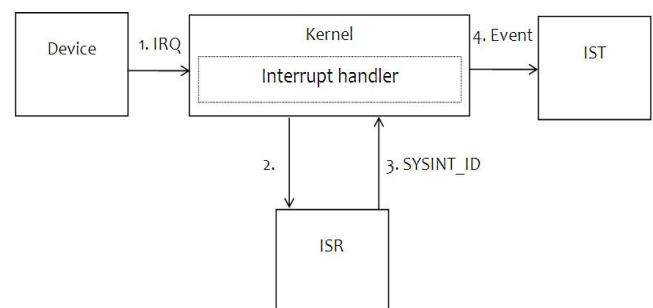 Device
1. IRQ
Kernel
Interrupt handler
4. Event
IST
2.
3. SYSINT_ID
ISR